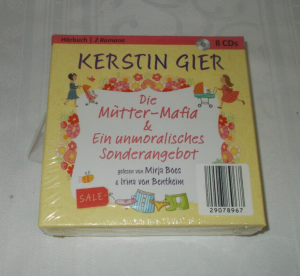 Hörbuch | 2 Romane
8 CDs
KERSTIN GIER
Die
Mütter-Mafia
&
Ein unmoralisches
Sonderangebot
gelesen von Mirja Boes
& Irina von Bentheim
SALE
29078967